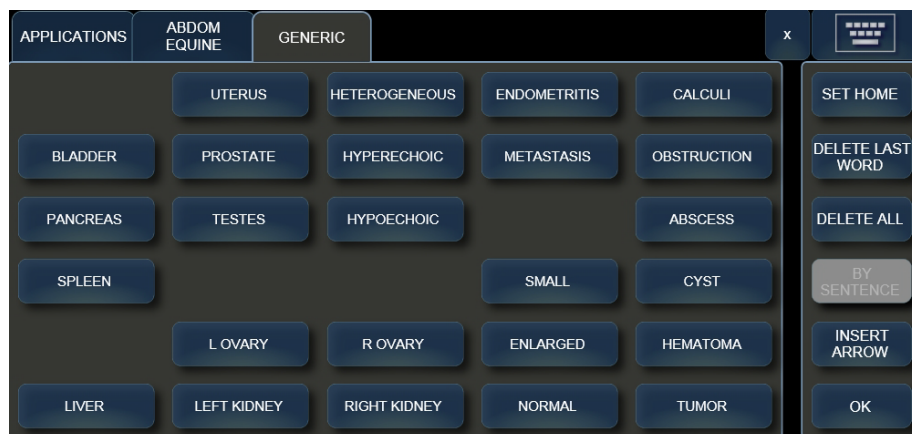 APPLICATIONS
ABDOM
EQUINE
GENERIC
x
UTERUS HETEROGENEOUS ENDOMETRITIS CALCULI SET HOME
BLADDER PROSTATE HYPERECHOIC METASTASIS OBSTRUCTION
DELETE LAST
WORD
PANCREAS TESTES HYPOECHOIC ABSCESS DELETE ALL
SPLEEN SMALL CYST
BY
SENTENCE
L OVARY R OVARY ENLARGED HEMATOMA
INSERT
ARROW
LIVER LEFT KIDNEY RIGHT KIDNEY NORMAL TUMOR OK